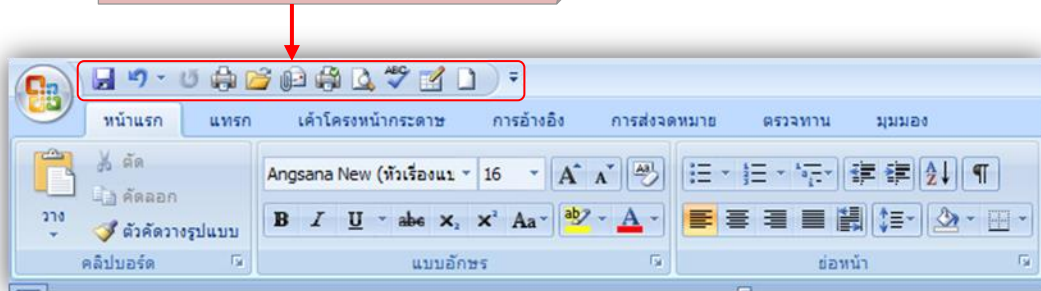 หน้าแรก แทรก เค้าโครงหน้ากระดาษ การอ้างอิง การส่งจดหมาย ตรวจทาน มุมมอง
วาง
ตัด
คัดลอก
ตัวคัดวางรูปแบบ
คลิปบอร์ด
Angsana New (หัวเรื่องแบ 16
B I U abc X₂ X² Aa ab A
แบบอักษร
ย่อหน้า